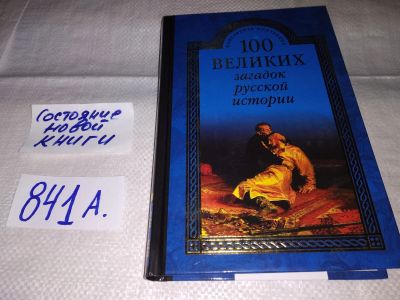 Состояние
новой
книги
841 А.
100
ВЕЛИКИХ
загадок
русской
истории